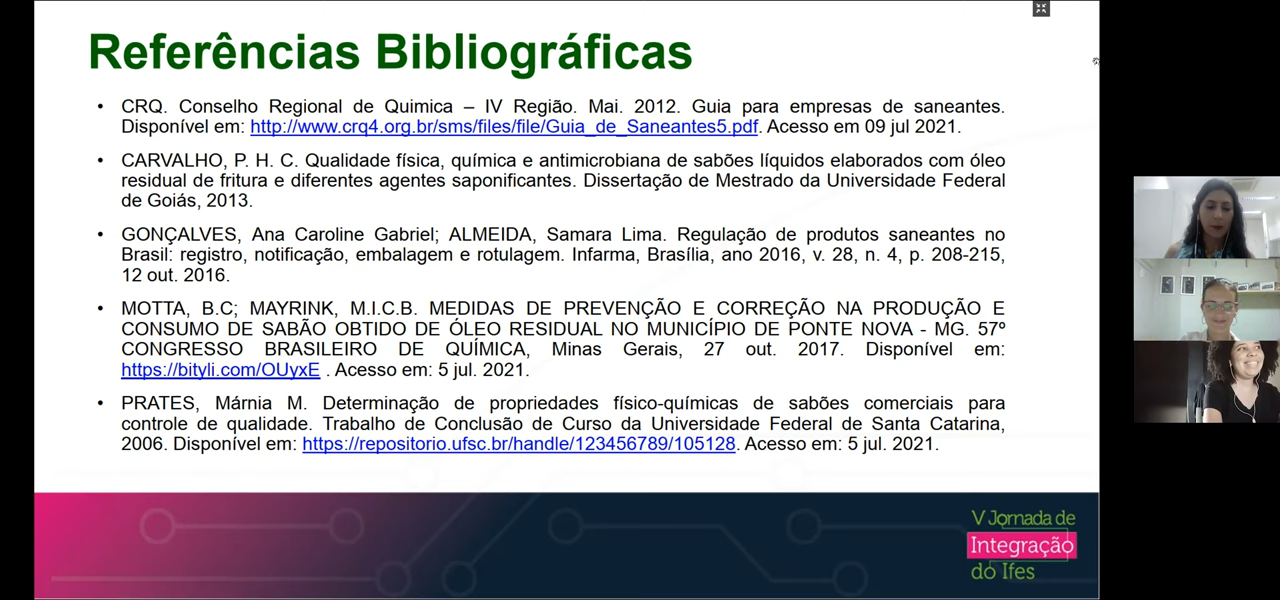 Referências Bibliográficas
• CRQ. Conselho Regional de Quimica – IV Região. Mai. 2012. Guia para empresas de saneantes.
Disponível em: http://www.crq4.org.br/sms/files/file/Guia_de_Saneantes5.pdf. Acesso em 09 jul 2021.
• CARVALHO, P. H. C. Qualidade física, química e antimicrobiana de sabões líquidos elaborados com óleo
residual de fritura e diferentes agentes saponificantes. Dissertação de Mestrado da Universidade Federal
de Goiás, 2013.
• GONÇALVES, Ana Caroline Gabriel; ALMEIDA, Samara Lima. Regulação de produtos saneantes no
Brasil: registro, notificação, embalagem e rotulagem. Infarma, Brasília, ano 2016, v. 28, n. 4, p. 208-215,
12 out. 2016.
• MOTTA, B.C; MAYRINK, M.I.C.B. MEDIDAS DE PREVENÇÃO E CORREÇÃO NA PRODUÇÃO E
CONSUMO DE SABÃO OBTIDO DE ÓLEO RESIDUAL NO MUNICÍPIO DE PONTE NOVA - MG. 57º
CONGRESSO BRASILEIRO DE QUÍMICA, Minas Gerais, 27 out. 2017. Disponível em:
https://bityli.com/OUyxE . Acesso em: 5 jul. 2021.
• PRATES, Márnia M. Determinação de propriedades físico-químicas de sabões comerciais para
controle de qualidade. Trabalho de Conclusão de Curso da Universidade Federal de Santa Catarina,
2006. Disponível em: https://repositorio.ufsc.br/handle/123456789/105128. Acesso em: 5 jul. 2021.
V Jornada de
Integração
do Ifes